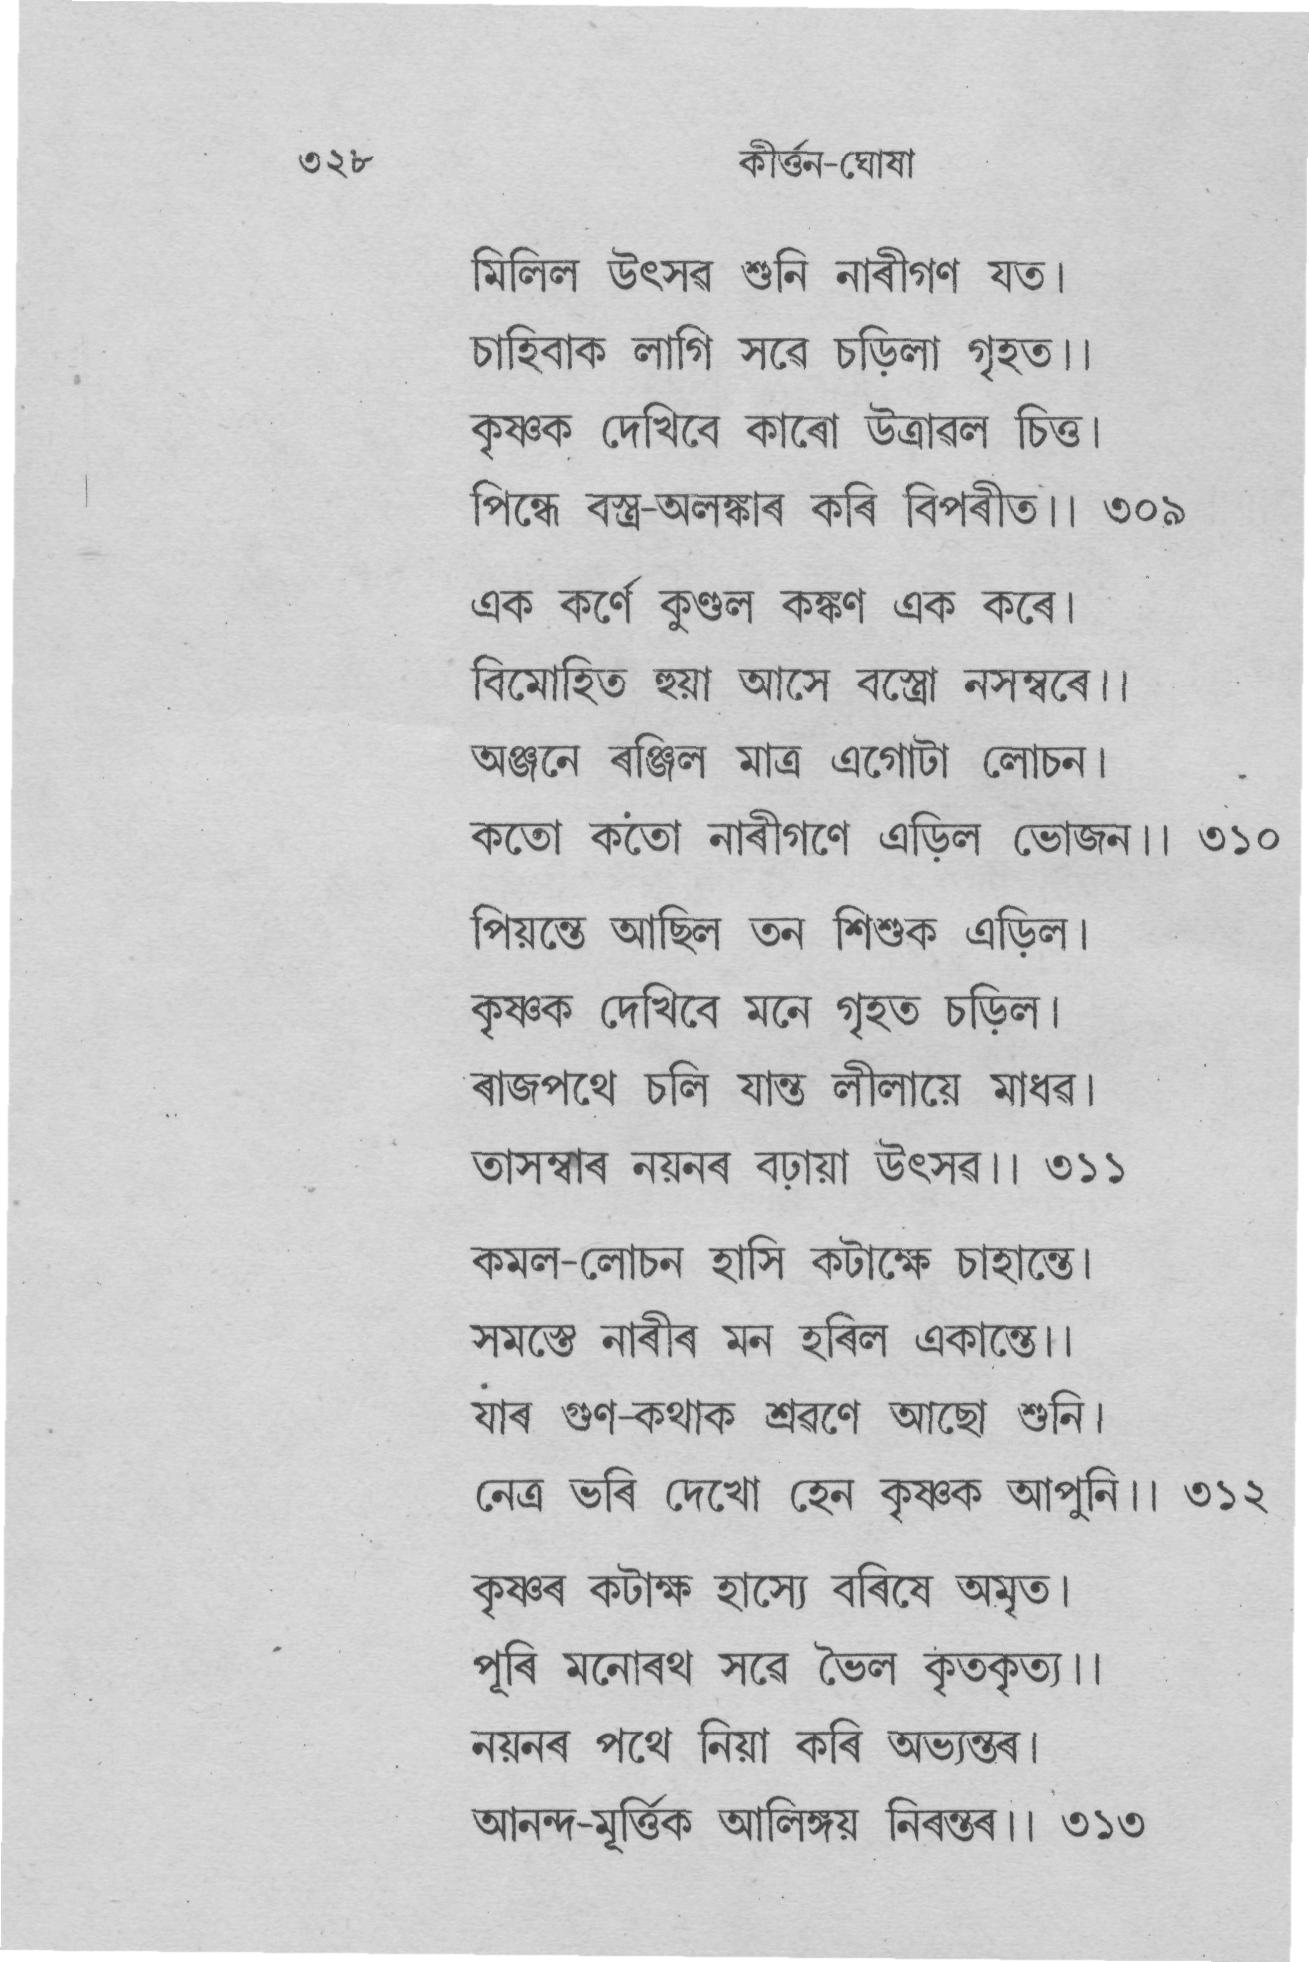 ৩২৮ কীৰ্ত্তন-ঘোষা
মিলিল উৎসৱ শুনি নাৰীগণ যত।
চাহিবাক লাগি সৱে চড়িলা গৃহত।।
কৃষ্ণক দেখিবে কাৰো উত্ৰাৱল চিত্ত।
পিন্ধে বস্ত্ৰ-অলঙ্কাৰ কৰি বিপৰীত।। ৩০৯
এক কৰ্ণে কুণ্ডল কঙ্কণ এক কৰে।
বিমোহিত হুয়া আসে বস্ত্ৰো নসম্বৰে।।
অঞ্জনে ৰঞ্জিল মাত্ৰ এগোটা লোচন।
কতো কতো নাৰীগণে এড়িল ভোজন।। ৩১০
পিয়ন্তে আছিল তন শিশুক এড়িল।
কৃষ্ণক দেখিবে মনে গৃহত চড়িল।
ৰাজপথে চলি যান্ত লীলায়ে মাধৱ।
তাসম্বাৰ নয়নৰ বঢ়ায়া উৎসৱ।। ৩১১
কমল-লোচন হাসি কটাক্ষে চাহান্তে।
সমস্তে নাৰীৰ মন হৰিল একান্তে।।
যাৰ গুণ-কথাক শ্ৰৱণে আছো শুনি।
নেত্ৰ ভৰি দেখো হেন কৃষ্ণক আপুনি।। ৩১২
কৃষ্ণৰ কটাক্ষ হাস্যে বৰিষে অমৃত।
পূৰি মনোৰথ সৱে ভৈল কৃতকৃত্য।।
নয়নৰ পথে নিয়া কৰি অভ্যন্তৰ।
আনন্দ-মূৰ্ত্তিক আলিঙ্গয় নিৰন্তৰ।। ৩১৩